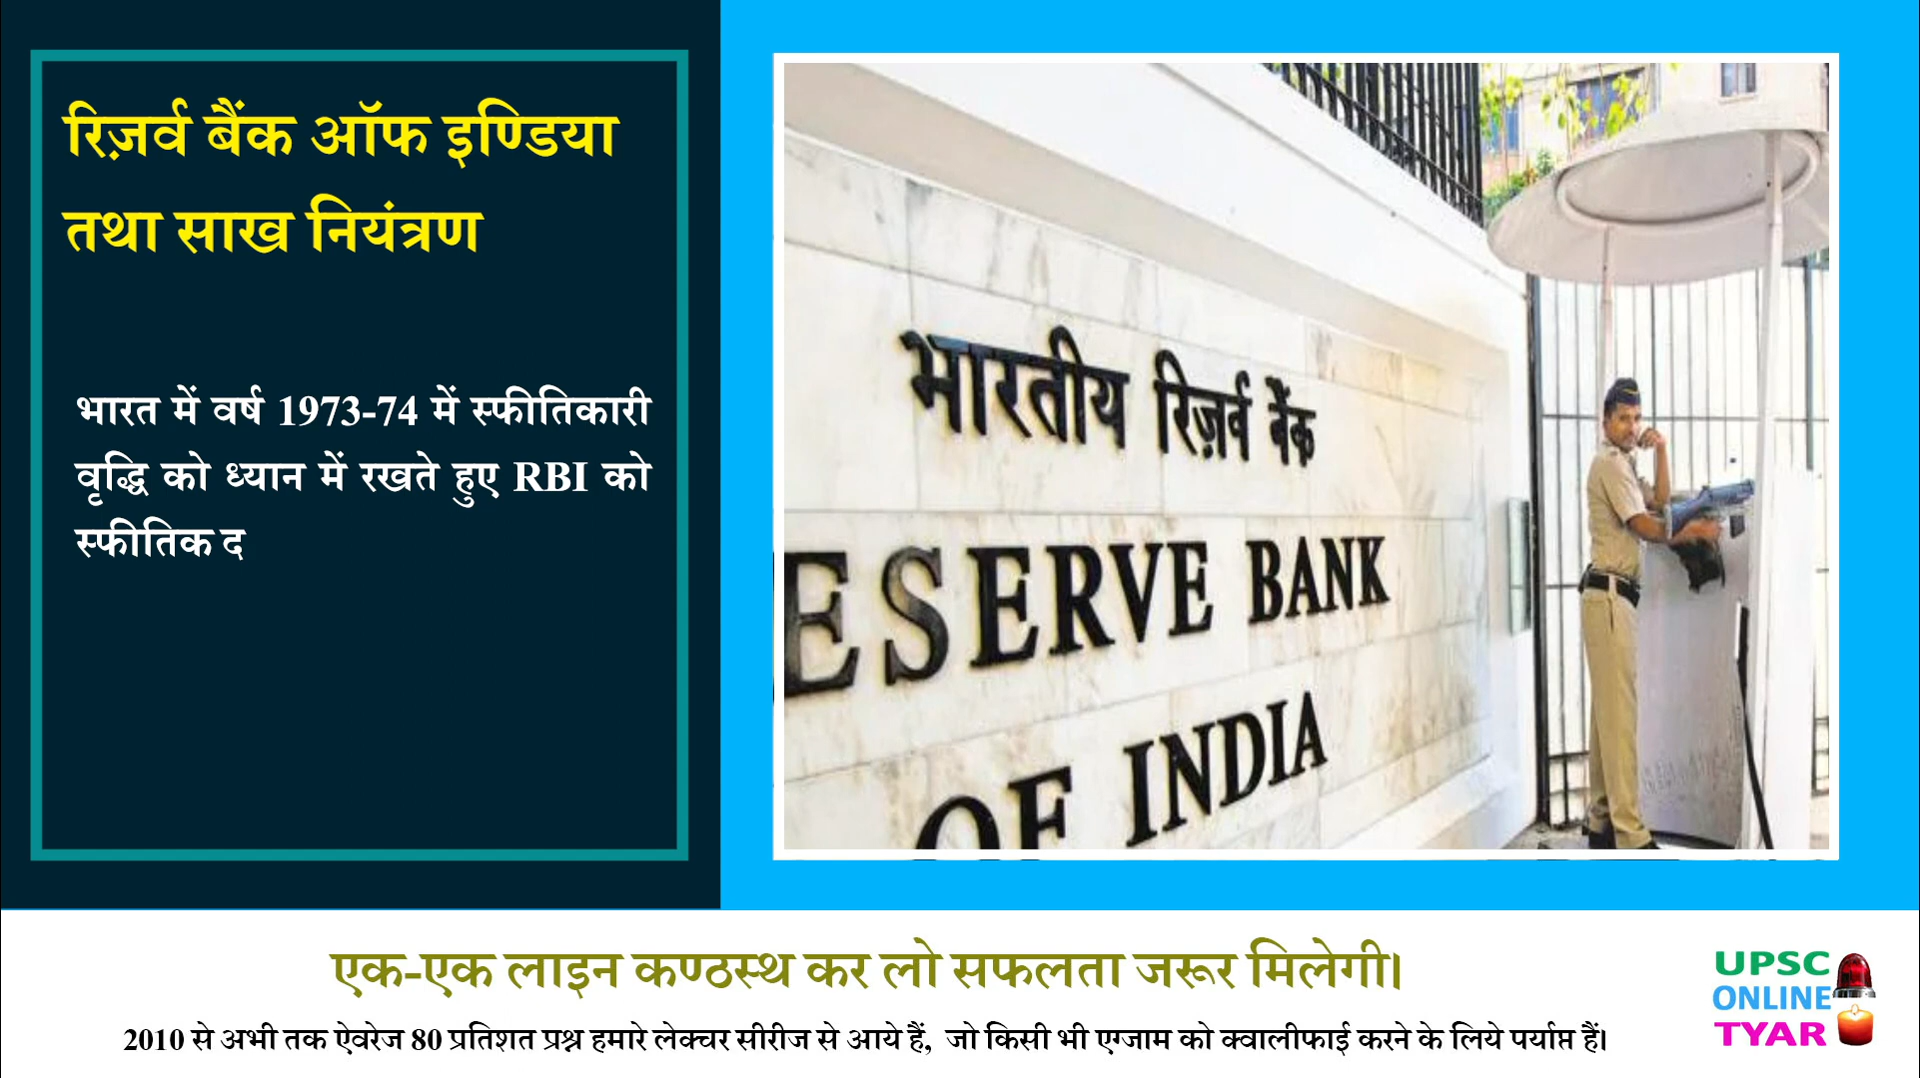 रिज़र्व बैंक ऑफ इण्डिया
तथा साख नियंत्रण
भारत में वर्ष 1973-74 में स्फीतिकारी
वृद्धि को ध्यान में रखते हुए RBI को
स्फीतिक द
भारतीय रिज़र्व बैंक
ESERVE BANK
OF INDIA
एक-एक लाइन कण्ठस्थ कर लो सफलता जरूर मिलेगी।
2010 से अभी तक ऐवरेज 80 प्रतिशत प्रश्न हमारे लेक्चर सीरीज से आये हैं, जो किसी भी एग्जाम को क्वालीफाई करने के लिये पर्याप्त हैं।
UPSC
ONLINE
TYAR